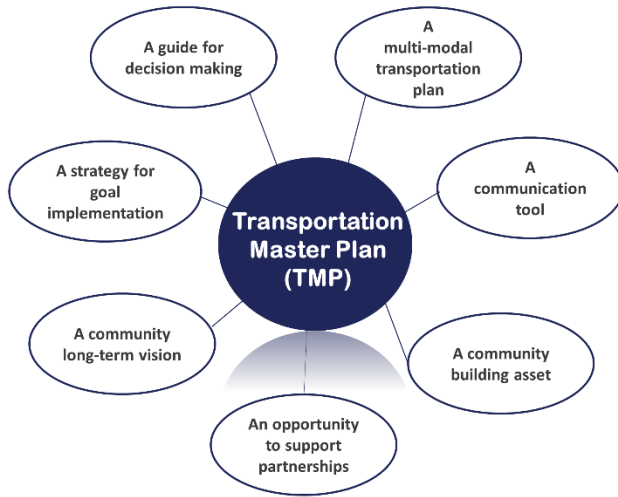 A guide for
decision making
A
multi-modal
transportation
plan
A strategy for
goal
implementation
Transportation
Master Plan
(TMP)
A
communication
tool
A community
long-term vision
A community
building asset
An opportunity
to support
partnerships